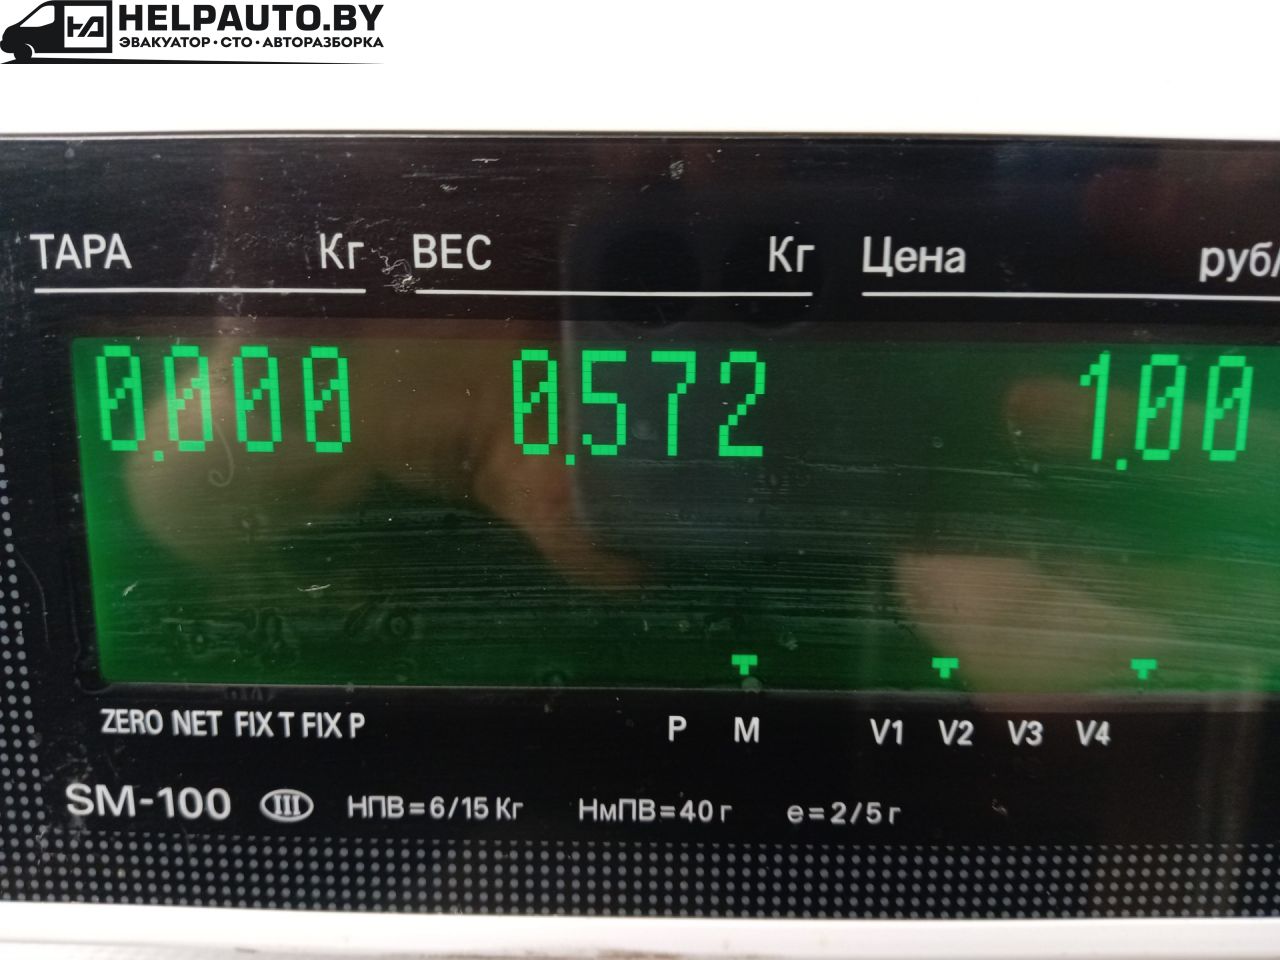 HELPAUTO.BY
ЭВАКУАТОР·СТО·АВТОРАЗБОРКА
ТАРА Кг ВЕС Кг Цена руб/
0.000 0.572 1.00
ZERO NET FIX T FIX P P M V1 V2 V3 V4
SM-100 III НПВ=6/15 Кг НмПВ=40 г e=2/5 г